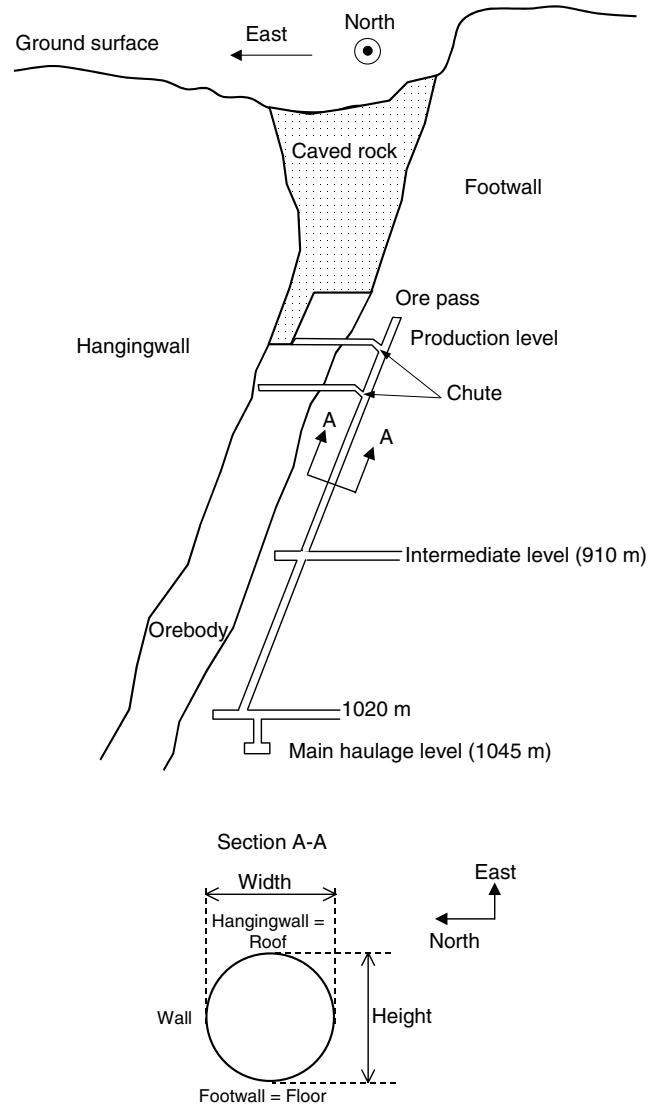 North
East
Ground surface
Caved rock
Footwall
Ore pass
Production level
Hangingwall
Chute
A
A
Intermediate level (910 m)
Orebody
1020 m
Main haulage level (1045 m)
Section A-A
Width
East
Hangingwall =
Roof
North
Wall
Height
Footwall = Floor